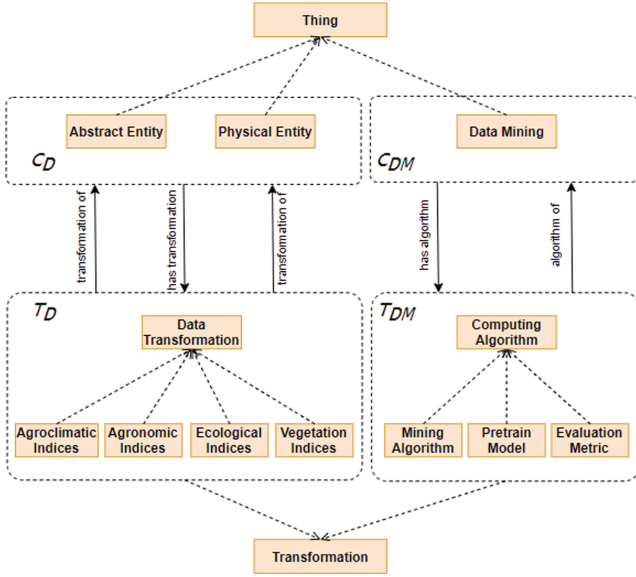 Thing
Abstract Entity
Physical Entity
Data Mining
C_D
C_DM
transformation of
has transformation
transformation of
has algorithm
algorithm of
T_D
T_DM
Data
Transformation
Computing
Algorithm
Agroclimatic
Indices
Agronomic
Indices
Ecological
Indices
Vegetation
Indices
Mining
Algorithm
Pretrain
Model
Evaluation
Metric
Transformation